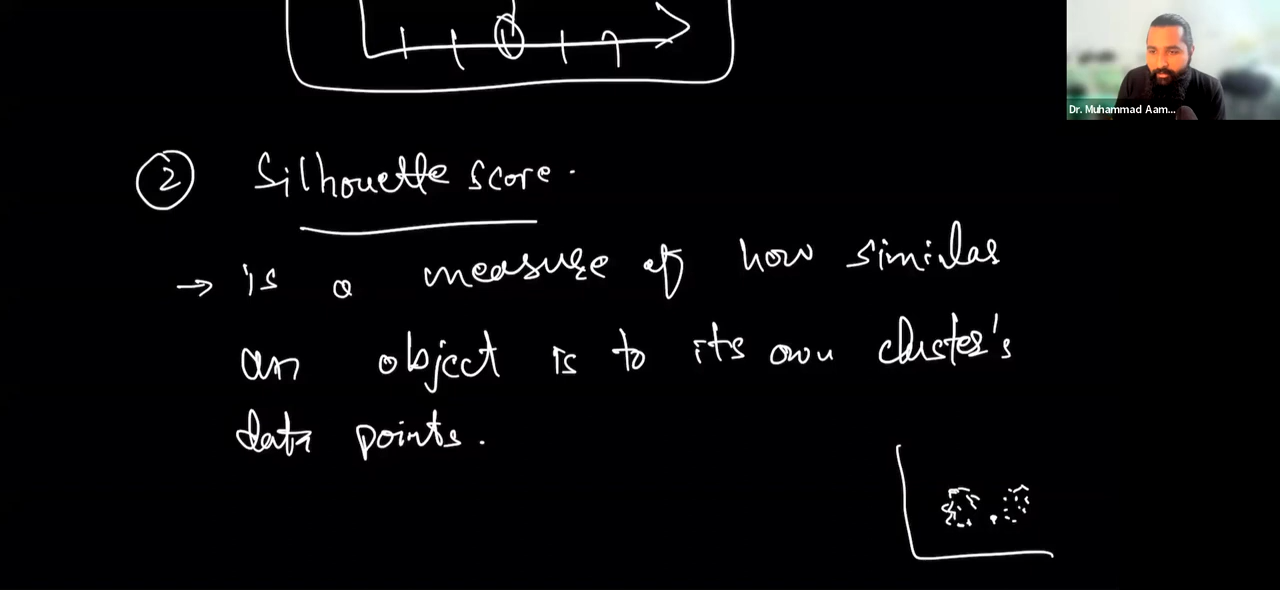 Dr. Muhammad Aam...
2 Silhouette score.
→ is a measure of how similar
an object is to its own cluster's
data points.